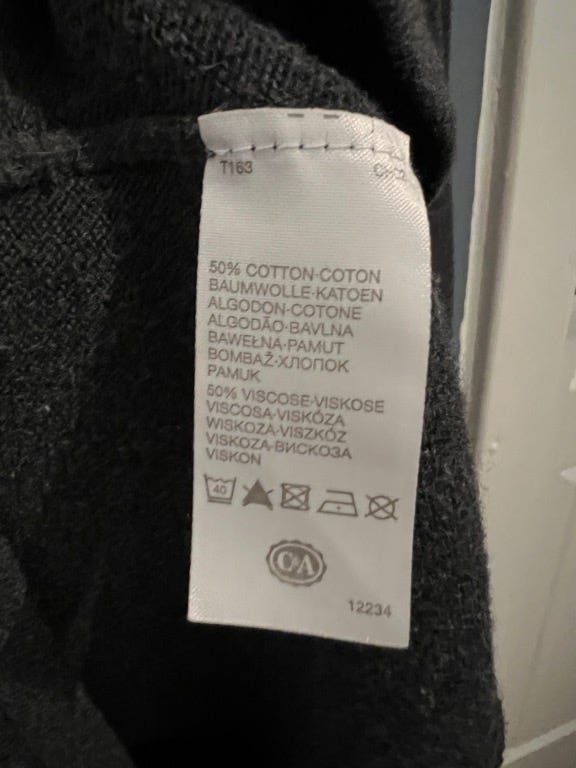 T163
50% COTTON·COTON
BAUMWOLLE·KATOEN
ALGODON·COTONE
ALGODÃO·BAVLNA
BAWEŁNA·PAMUT
BOMBAŽ·ХЛОПОК
PAMUK
50% VISCOSE·VISKOSE
VISCOSA·VISKÓZA
WISKOZA·VISZKÓZ
VISKOZA·ВИСКОЗА
VISKON
40
C&A
12234